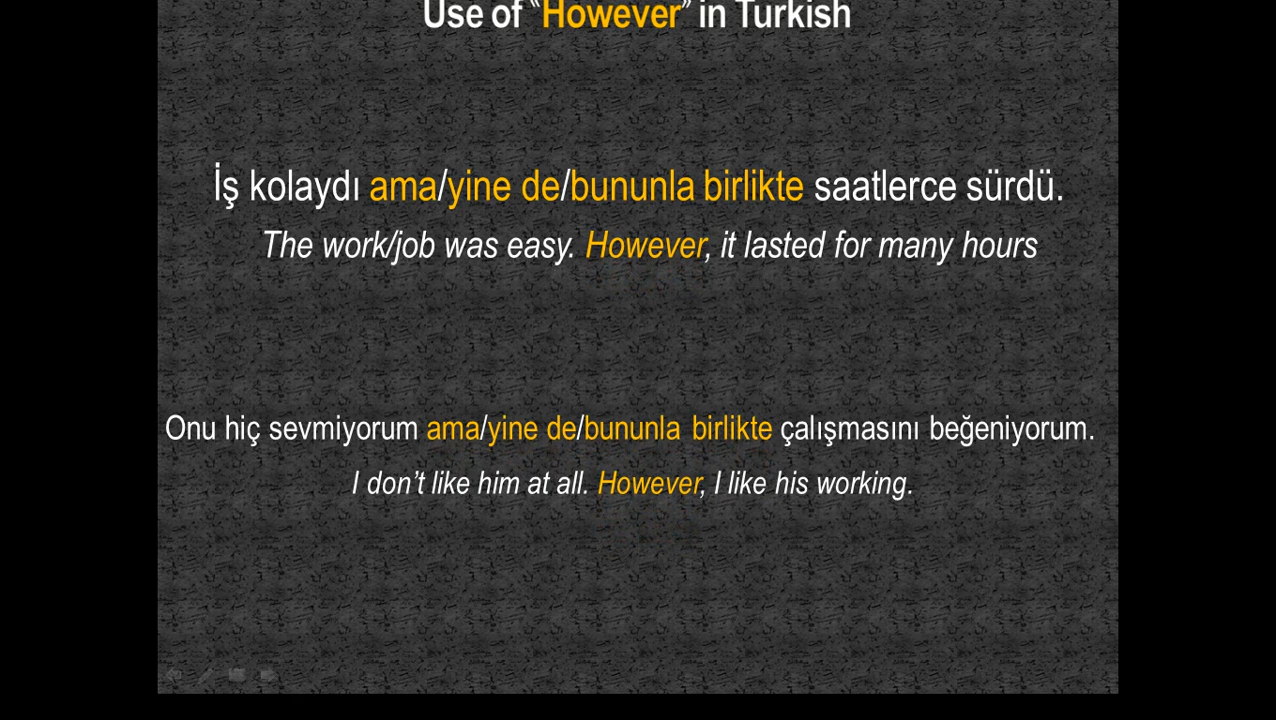 Use of “However” in Turkish
İş kolaydı ama/yine de/bununla birlikte saatlerce sürdü.
The work/job was easy. However, it lasted for many hours
Onu hiç sevmiyorum ama/yine de/bununla birlikte çalışmasını beğeniyorum.
I don’t like him at all. However, I like his working.